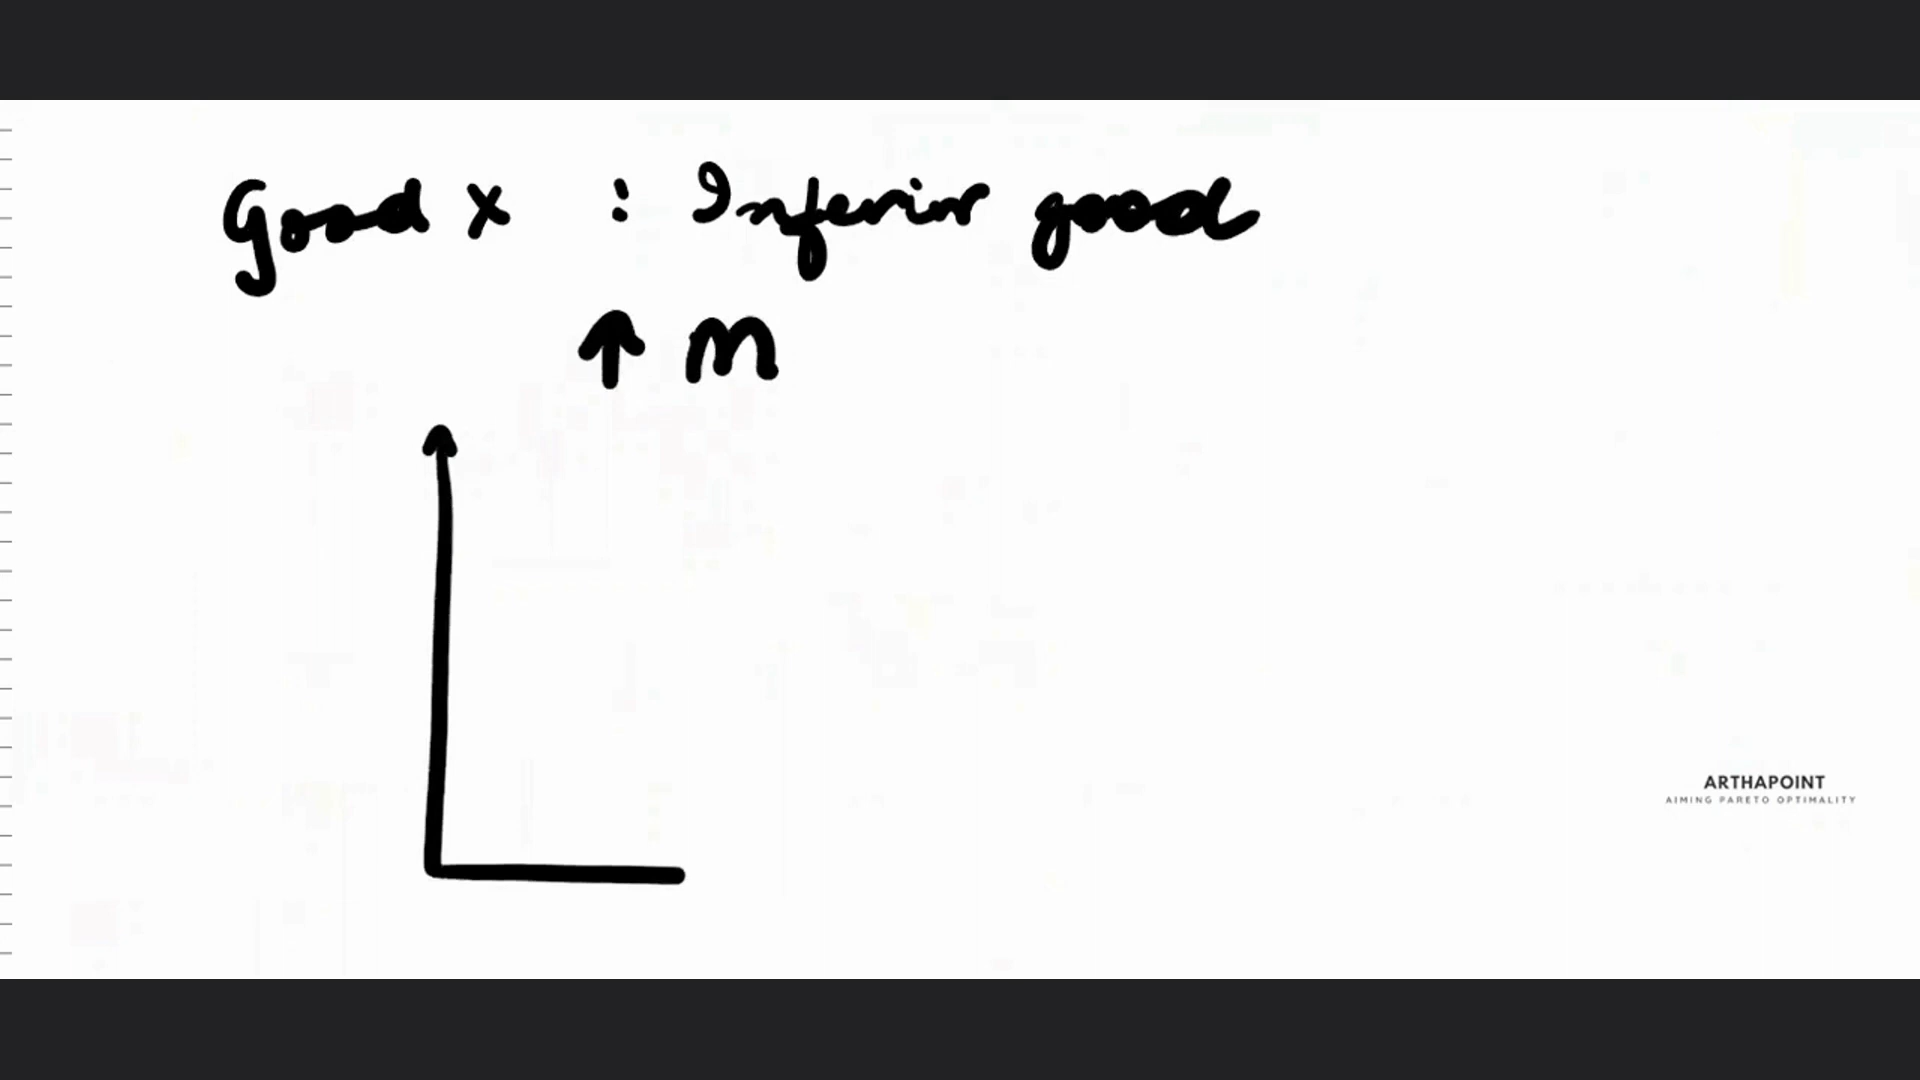 Good x : Inferior good
↑ m
ARTHAPOINT
AIMING PARETO OPTIMALITY